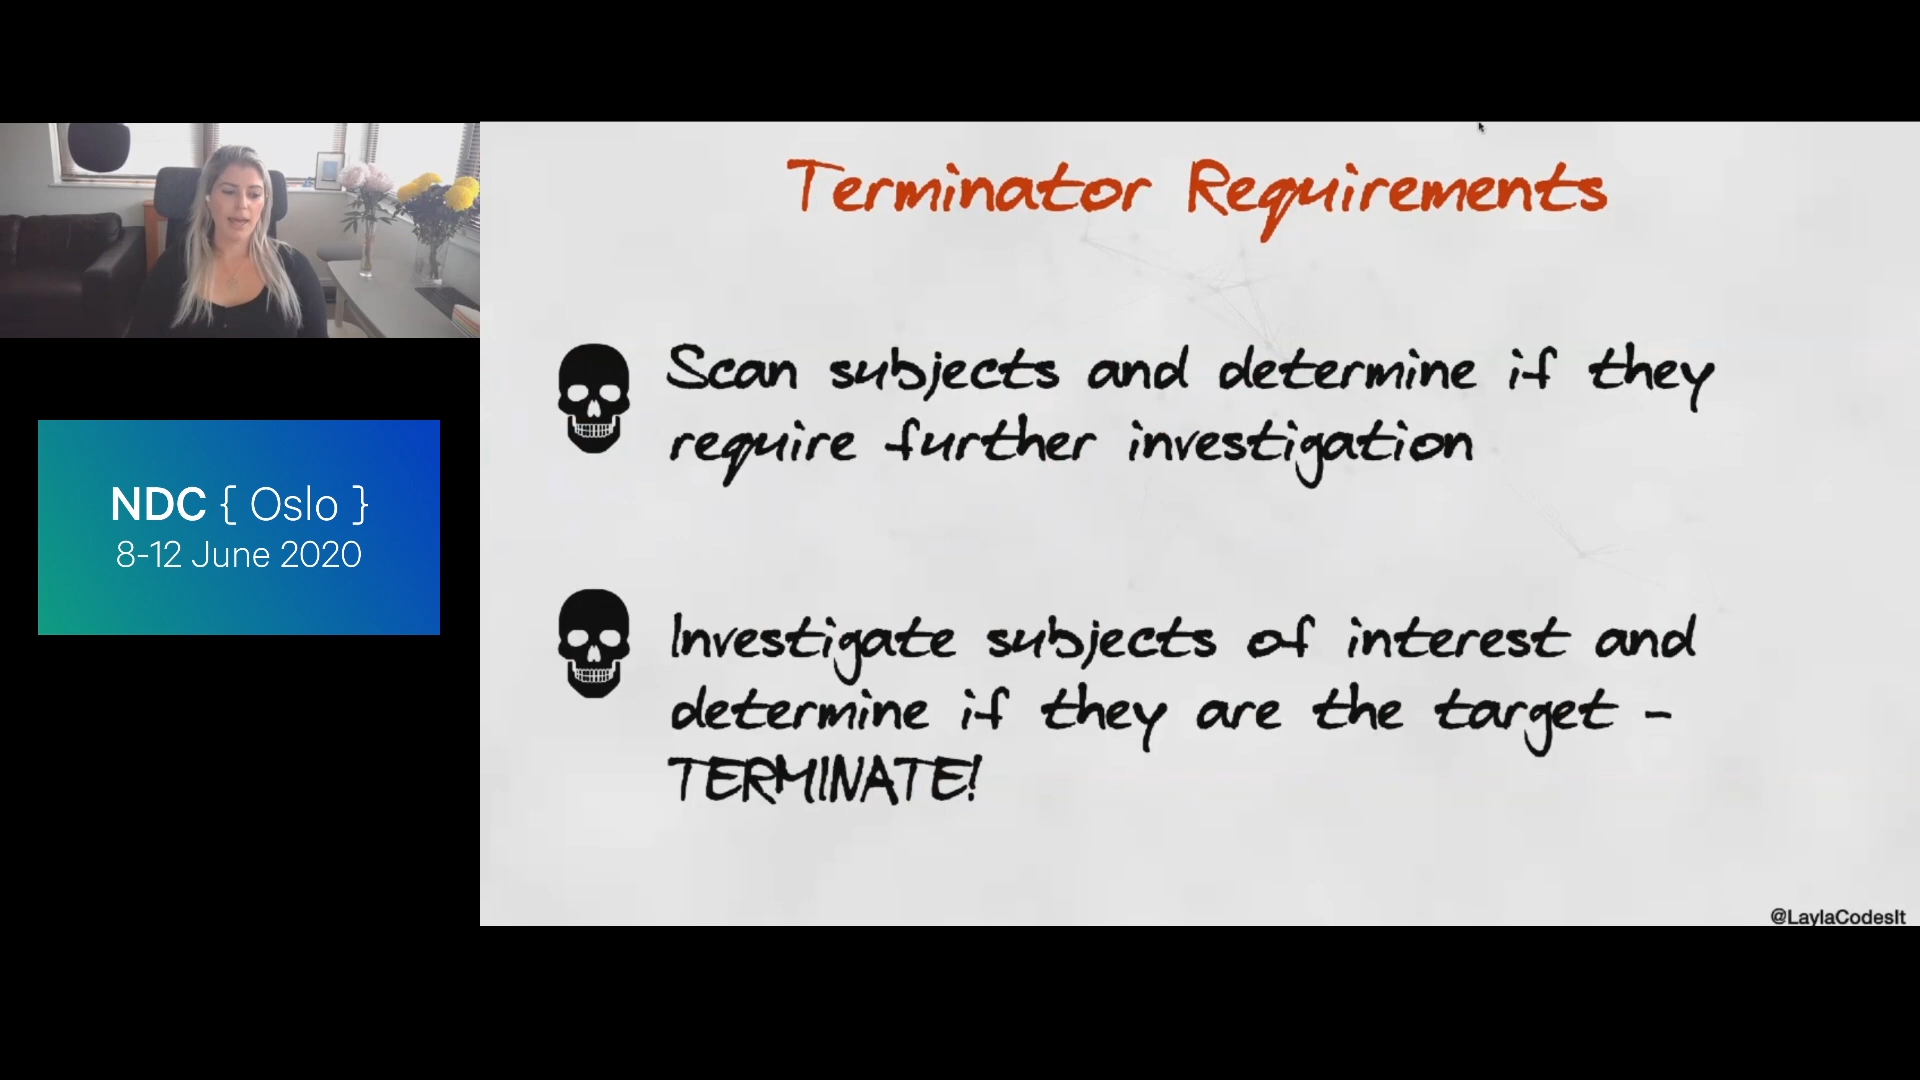 Terminator Requirements
Scan subjects and determine if they
require further investigation
Investigate subjects of interest and
determine if they are the target -
TERMINATE!
NDC { Oslo }
8-12 June 2020
@LaylaCodesIt